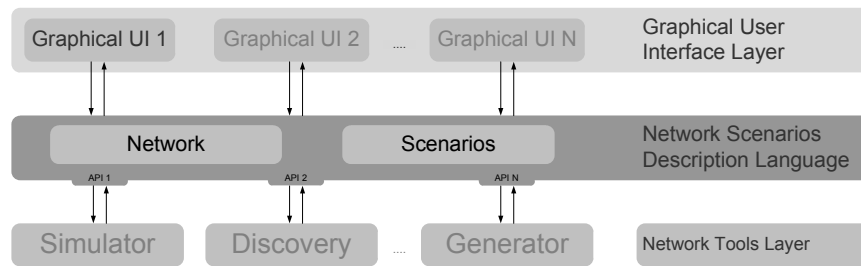 Graphical UI 1
Graphical UI 2
....
Graphical UI N
Graphical User
Interface Layer
Network
Scenarios
Network Scenarios
Description Language
API 1
API 2
API N
Simulator
Discovery
....
Generator
Network Tools Layer